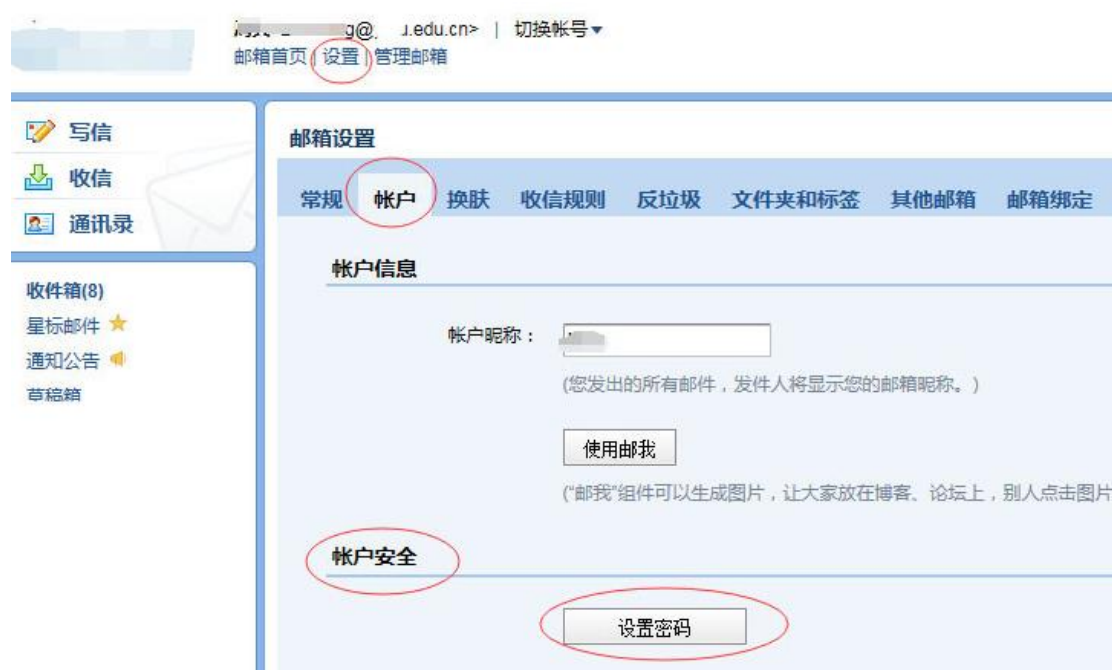 g@ u.edu.cn> | 切换帐号
邮箱首页 | 设置 | 管理邮箱
写信
收信
通讯录
收件箱(8)
星标邮件
通知公告
草稿箱
邮箱设置
常规 帐户 换肤 收信规则 反垃圾 文件夹和标签 其他邮箱 邮箱绑定
帐户信息
帐户昵称：
(您发出的所有邮件，发件人将显示您的邮箱昵称。)
使用邮我
("邮我"组件可以生成图片，让大家放在博客、论坛上，别人点击图片
帐户安全
设置密码